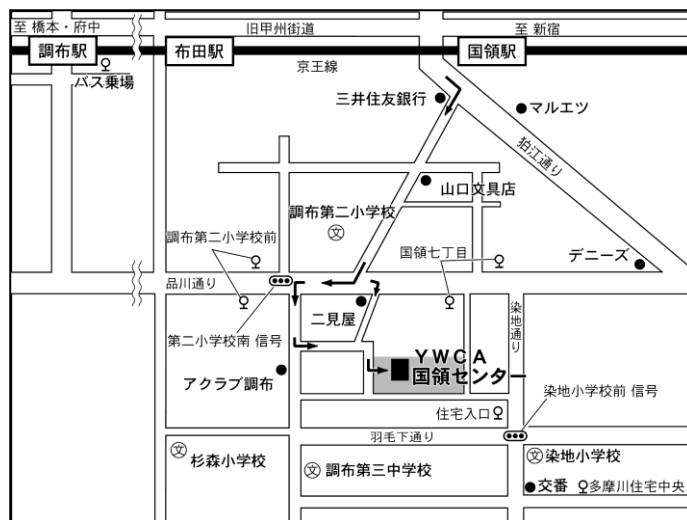 至 橋本・府中
旧甲州街道
至 新宿
調布駅
布田駅
国領駅
京王線
バス乗場
三井住友銀行
マルエツ
狛江通り
山口文具店
調布第二小学校
文
調布第二小学校前
国領七丁目
デニーズ
品川通り
二見屋
染地通り
第二小学校南 信号
YWCA
国領センター
アクラブ調布
染地小学校前 信号
住宅入口
羽毛下通り
文 杉森小学校
文 調布第三中学校
文 染地小学校
交番
多摩川住宅中央